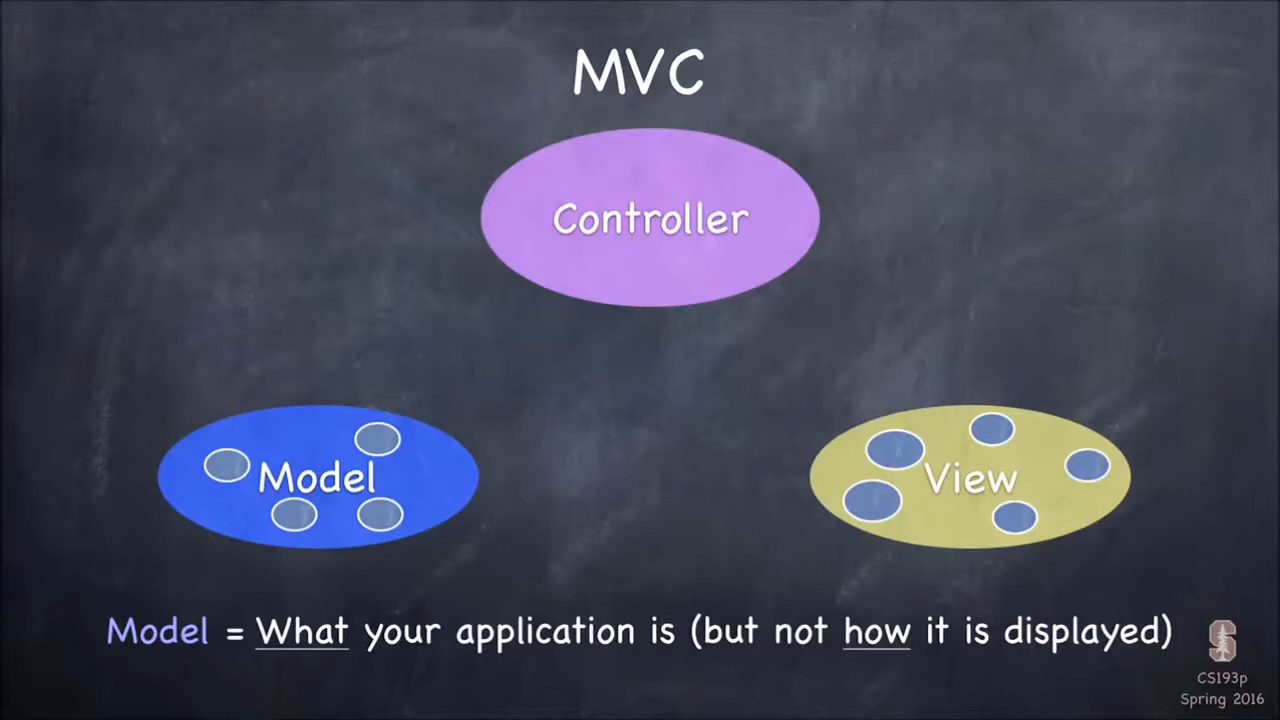 MVC
Controller
Model
View
Model = What your application is (but not how it is displayed)
CS193p
Spring 2016